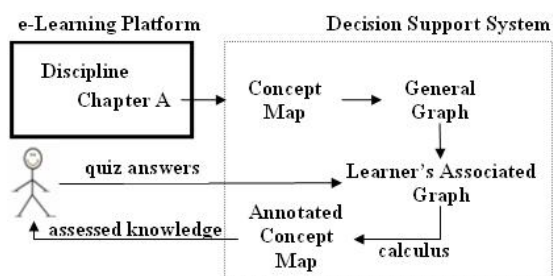 e-Learning Platform
Decision Support System
Discipline
Chapter A
Concept
Map
General
Graph
quiz answers
Learner's Associated
Graph
assessed knowledge
Annotated
Concept
Map
calculus